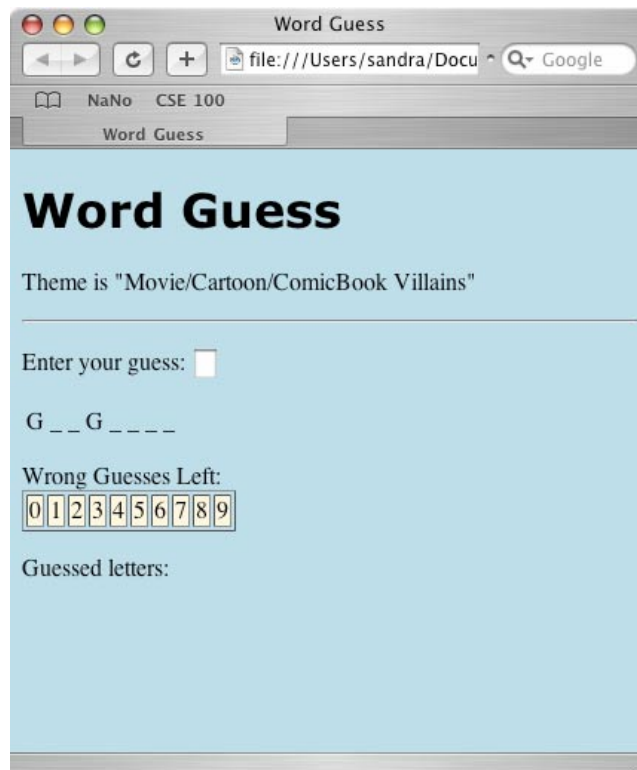 Word Guess
file:///Users/sandra/Docu
Google
NaNo CSE 100
Word Guess
Word Guess
Theme is "Movie/Cartoon/ComicBook Villains"
Enter your guess:
G _ _ G _ _ _ _
Wrong Guesses Left:
0 1 2 3 4 5 6 7 8 9
Guessed letters: